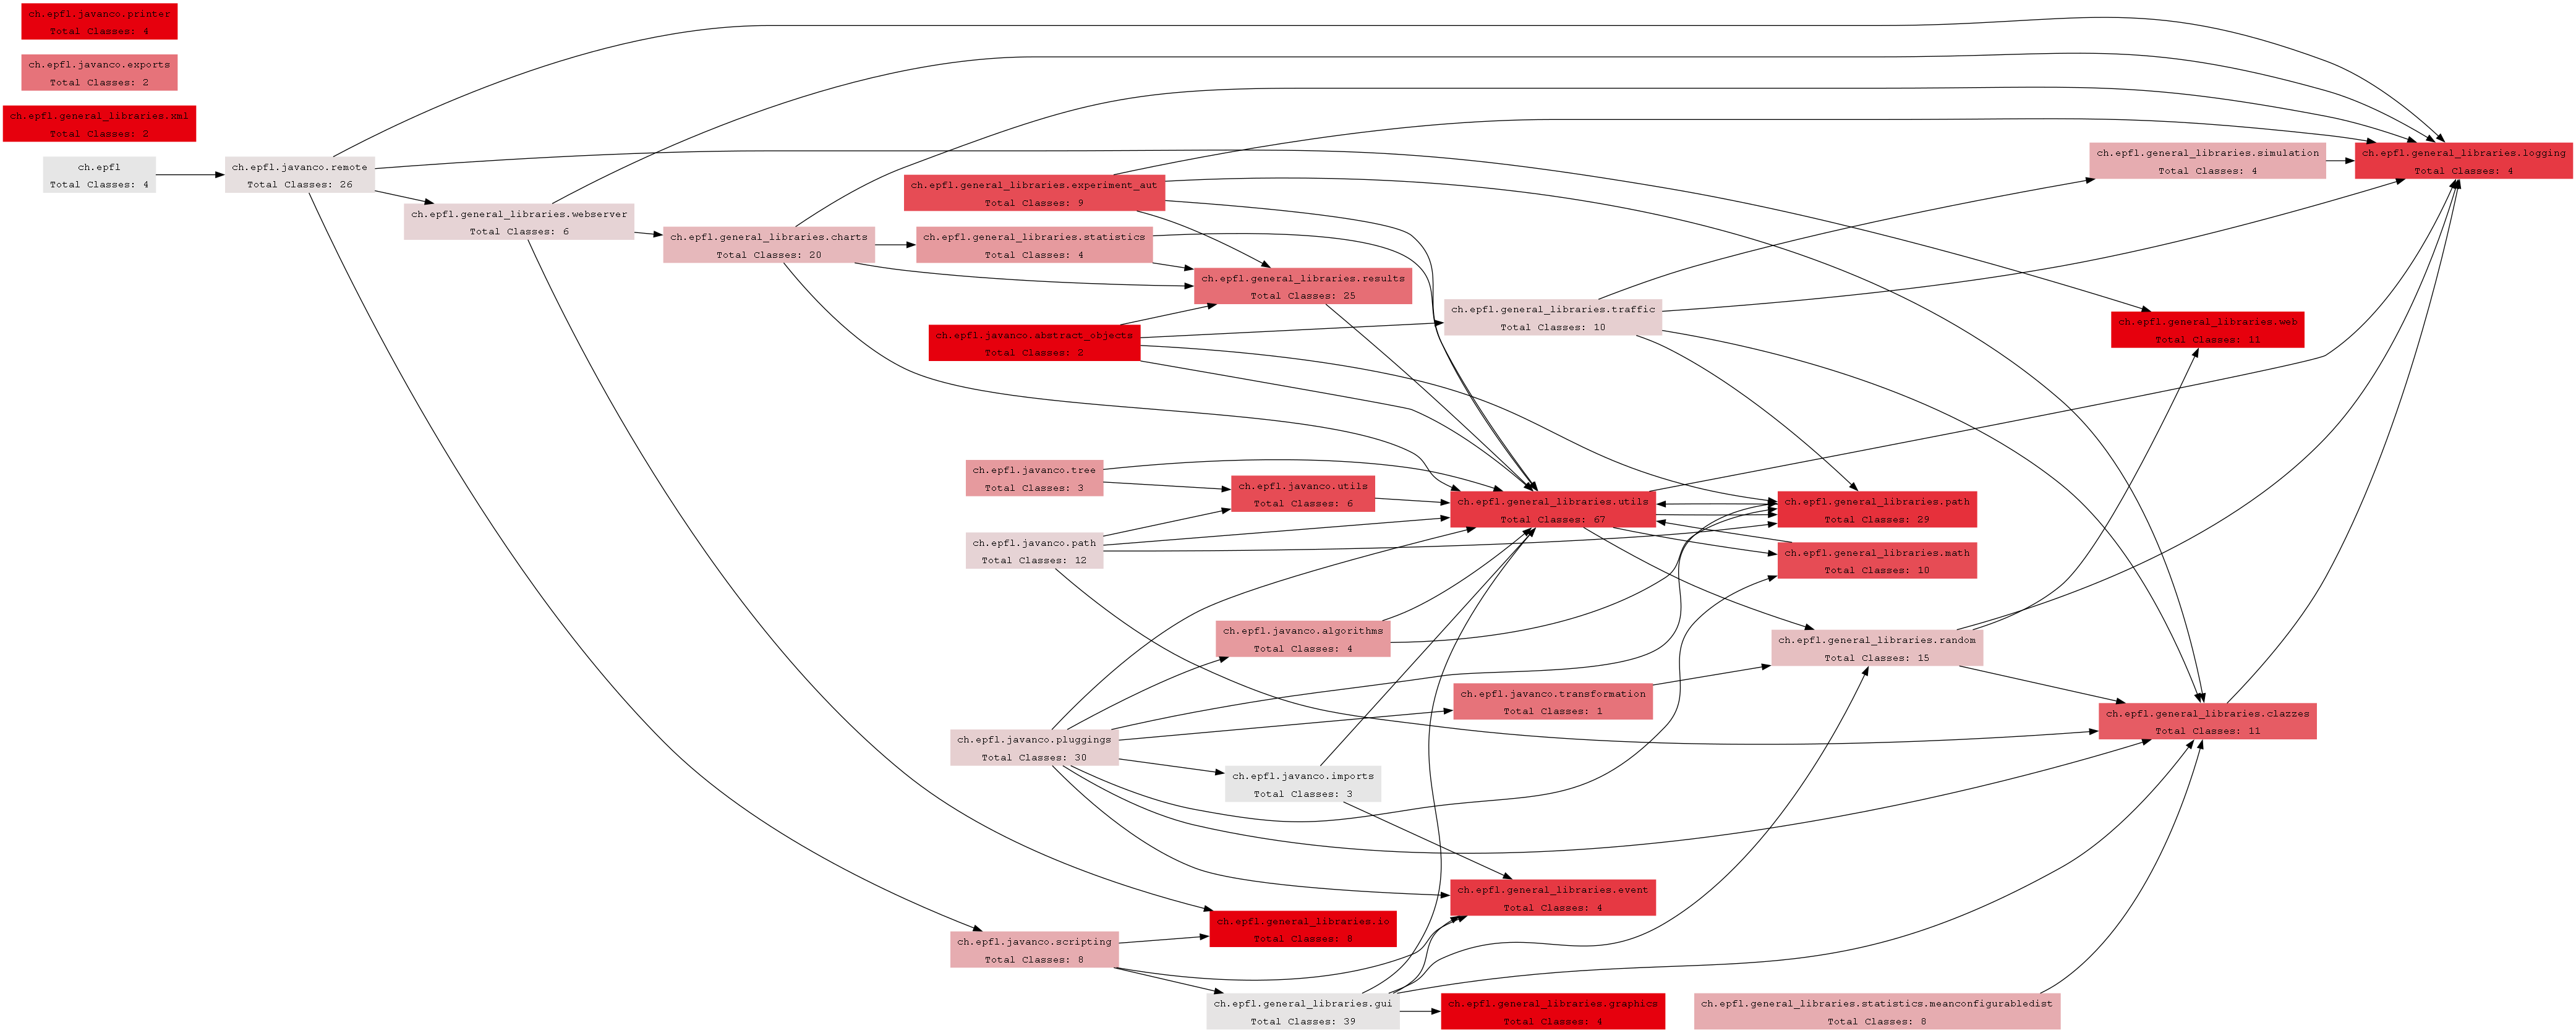 ch.epfl.javanco.printer
Total Classes: 4
ch.epfl.javanco.exports
Total Classes: 2
ch.epfl.general_libraries.xml
Total Classes: 2
ch.epfl
Total Classes: 4
ch.epfl.javanco.remote
Total Classes: 26
ch.epfl.general_libraries.webserver
Total Classes: 6
ch.epfl.general_libraries.charts
Total Classes: 20
ch.epfl.general_libraries.experiment_aut
Total Classes: 9
ch.epfl.general_libraries.statistics
Total Classes: 4
ch.epfl.general_libraries.results
Total Classes: 25
ch.epfl.javanco.abstract_objects
Total Classes: 2
ch.epfl.general_libraries.traffic
Total Classes: 10
ch.epfl.general_libraries.simulation
Total Classes: 4
ch.epfl.general_libraries.logging
Total Classes: 4
ch.epfl.general_libraries.web
Total Classes: 11
ch.epfl.javanco.tree
Total Classes: 3
ch.epfl.javanco.utils
Total Classes: 6
ch.epfl.general_libraries.utils
Total Classes: 67
ch.epfl.general_libraries.path
Total Classes: 29
ch.epfl.javanco.path
Total Classes: 12
ch.epfl.general_libraries.math
Total Classes: 10
ch.epfl.javanco.algorithms
Total Classes: 4
ch.epfl.general_libraries.random
Total Classes: 15
ch.epfl.javanco.transformation
Total Classes: 1
ch.epfl.general_libraries.clazzes
Total Classes: 11
ch.epfl.javanco.pluggings
Total Classes: 30
ch.epfl.javanco.imports
Total Classes: 3
ch.epfl.general_libraries.event
Total Classes: 4
ch.epfl.general_libraries.io
Total Classes: 8
ch.epfl.javanco.scripting
Total Classes: 8
ch.epfl.general_libraries.gui
Total Classes: 39
ch.epfl.general_libraries.graphics
Total Classes: 4
ch.epfl.general_libraries.statistics.meanconfigurabledist
Total Classes: 8